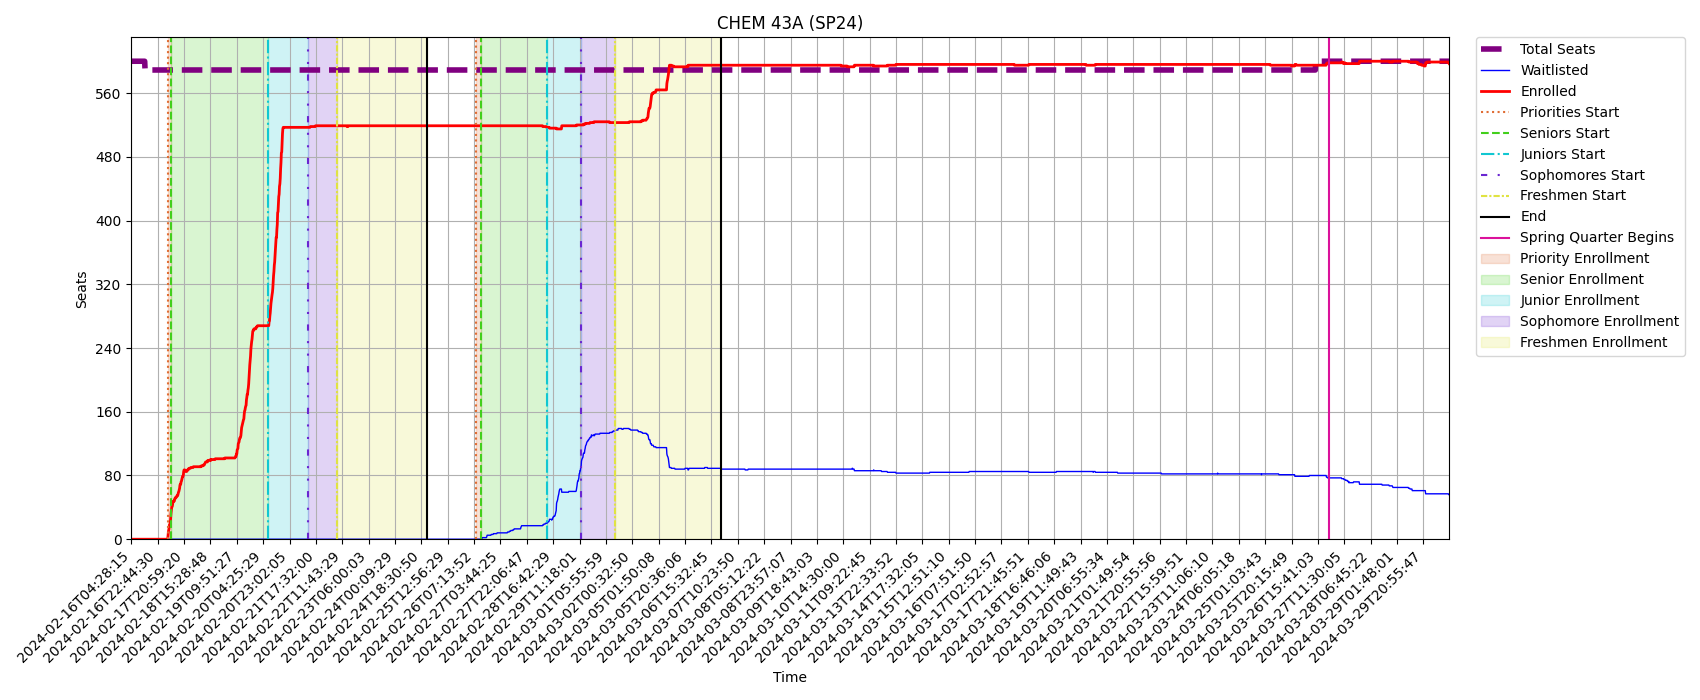 CHEM 43A (SP24)
Seats
560
480
400
320
240
160
80
0
2024-02-16T04:28:15
2024-02-16T22:44:30
2024-02-17T20:59:20
2024-02-18T15:28:48
2024-02-19T09:51:27
2024-02-20T04:25:29
2024-02-20T23:02:05
2024-02-21T17:32:00
2024-02-22T11:43:29
2024-02-23T06:00:03
2024-02-24T00:09:29
2024-02-24T18:30:50
2024-02-25T12:56:29
2024-02-26T07:13:52
2024-02-27T03:44:25
2024-02-27T22:06:47
2024-02-28T16:42:29
2024-02-29T11:18:01
2024-03-01T05:55:59
2024-03-02T00:32:50
2024-03-05T01:50:08
2024-03-05T20:36:06
2024-03-06T15:32:45
2024-03-07T10:23:50
2024-03-08T05:12:22
2024-03-08T23:57:07
2024-03-09T18:43:03
2024-03-10T14:30:00
2024-03-11T09:22:45
2024-03-13T22:33:52
2024-03-14T17:32:05
2024-03-15T12:51:10
2024-03-16T07:51:50
2024-03-17T02:52:57
2024-03-17T21:45:51
2024-03-18T16:46:06
2024-03-19T11:49:43
2024-03-20T06:55:34
2024-03-21T01:49:54
2024-03-21T20:55:56
2024-03-22T15:59:51
2024-03-23T11:06:10
2024-03-24T06:05:18
2024-03-25T01:03:43
2024-03-25T20:15:49
2024-03-26T15:41:03
2024-03-27T11:30:05
2024-03-28T06:45:22
2024-03-29T01:48:01
2024-03-29T20:55:47
Time
Total Seats
Waitlisted
Enrolled
Priorities Start
Seniors Start
Juniors Start
Sophomores Start
Freshmen Start
End
Spring Quarter Begins
Priority Enrollment
Senior Enrollment
Junior Enrollment
Sophomore Enrollment
Freshmen Enrollment